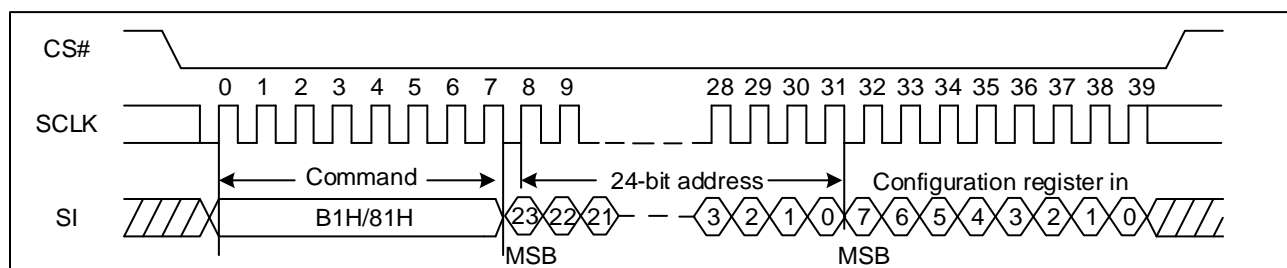 CS#
0 1 2 3 4 5 6 7 8 9 28 29 30 31 32 33 34 35 36 37 38 39
SCLK
Command 24-bit address Configuration register in
SI B1H/81H 23 22 21 3 2 1 0 7 6 5 4 3 2 1 0
MSB MSB